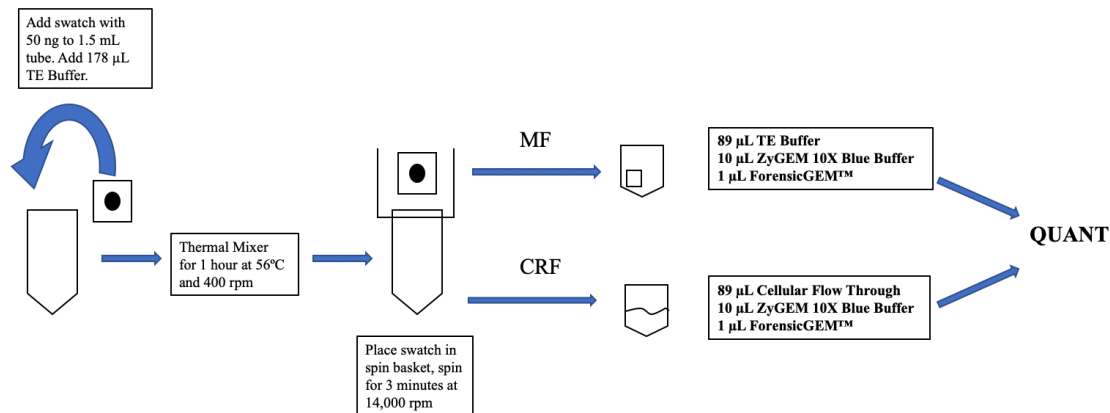 Add swatch with
50 ng to 1.5 mL
tube. Add 178 µL
TE Buffer.
Thermal Mixer
for 1 hour at 56ºC
and 400 rpm
Place swatch in
spin basket, spin
for 3 minutes at
14,000 rpm
MF
89 µL TE Buffer
10 µL ZyGEM 10X Blue Buffer
1 µL ForensicGEM™
CRF
89 µL Cellular Flow Through
10 µL ZyGEM 10X Blue Buffer
1 µL ForensicGEM™
QUANT